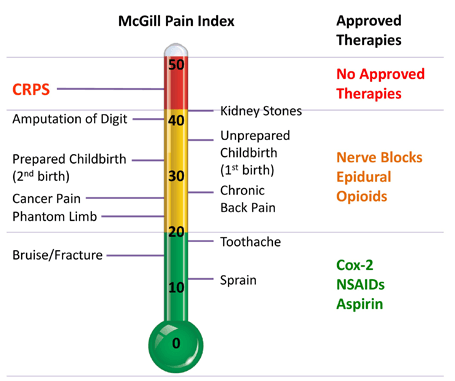 McGill Pain Index
Approved
Therapies
50
CRPS
No Approved
Therapies
Kidney Stones
Amputation of Digit
40
Unprepared
Childbirth
(1st birth)
Prepared Childbirth
(2nd birth)
30
Nerve Blocks
Epidural
Opioids
Cancer Pain
Phantom Limb
Chronic
Back Pain
20
Toothache
Bruise/Fracture
Sprain
10
Cox-2
NSAIDs
Aspirin
0